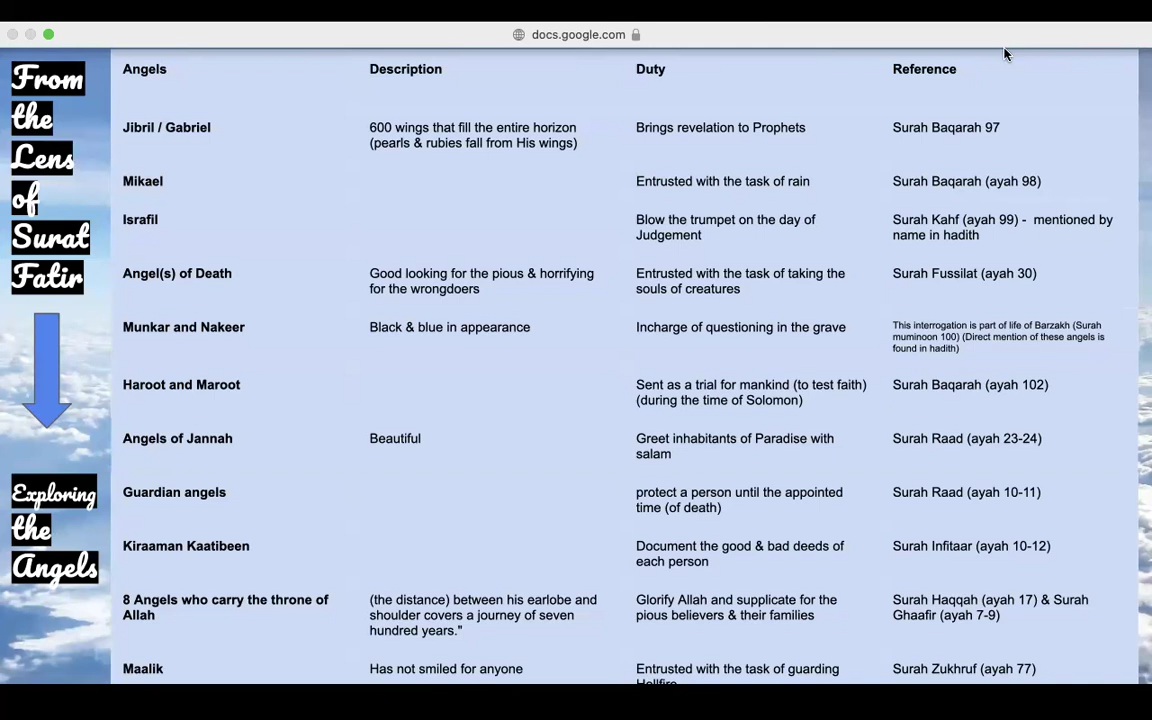 docs.google.com
From
the
Lens
of
Surat
Fatir
Exploring
the
Angels
Angels Description Duty Reference
Jibril / Gabriel 600 wings that fill the entire horizon Brings revelation to Prophets Surah Baqarah 97
(pearls & rubies fall from His wings)
Mikael Entrusted with the task of rain Surah Baqarah (ayah 98)
Israfil Blow the trumpet on the day of Surah Kahf (ayah 99) - mentioned by
Judgement name in hadith
Angel(s) of Death Good looking for the pious & horrifying Entrusted with the task of taking the Surah Fussilat (ayah 30)
for the wrongdoers souls of creatures
Munkar and Nakeer Black & blue in appearance Incharge of questioning in the grave This interrogation is part of life of Barzakh (Surah
muminoon 100) (Direct mention of these angels is
found in hadith)
Haroot and Maroot Sent as a trial for mankind (to test faith) Surah Baqarah (ayah 102)
(during the time of Solomon)
Angels of Jannah Beautiful Greet inhabitants of Paradise with Surah Raad (ayah 23-24)
salam
Guardian angels protect a person until the appointed Surah Raad (ayah 10-11)
time (of death)
Kiraaman Kaatibeen Document the good & bad deeds of Surah Infitaar (ayah 10-12)
each person
8 Angels who carry the throne of (the distance) between his earlobe and Glorify Allah and supplicate for the Surah Haqqah (ayah 17) & Surah
Allah shoulder covers a journey of seven pious believers & their families Ghaafir (ayah 7-9)
hundred years."
Maalik Has not smiled for anyone Entrusted with the task of guarding Surah Zukhruf (ayah 77)
Hellfire